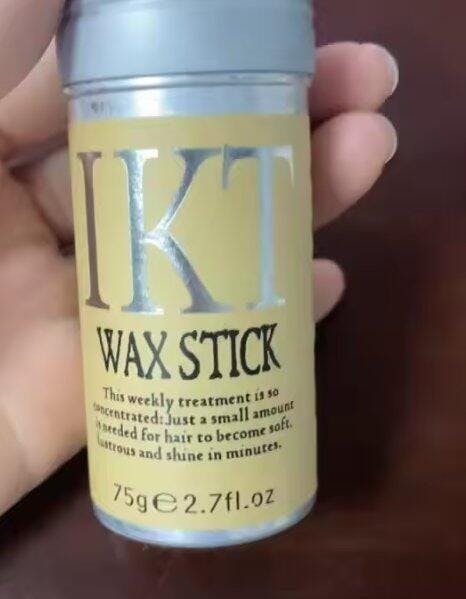 IKT
WAX STICK
This weekly treatment is so
concentrated:Just a small amount
is needed for hair to become soft,
lustrous and shine in minutes.
75g℮2.7fl.oz